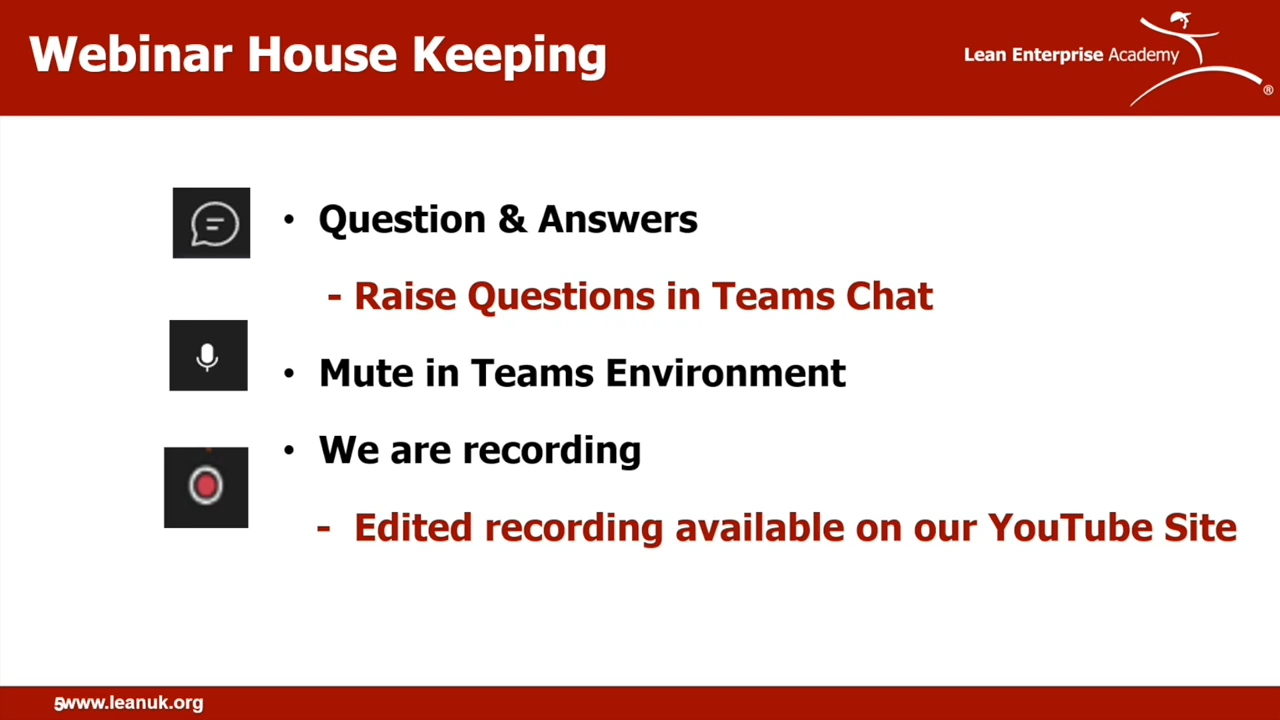 Webinar House Keeping
Lean Enterprise Academy
®
• Question & Answers
- Raise Questions in Teams Chat
• Mute in Teams Environment
• We are recording
- Edited recording available on our YouTube Site
5www.leanuk.org